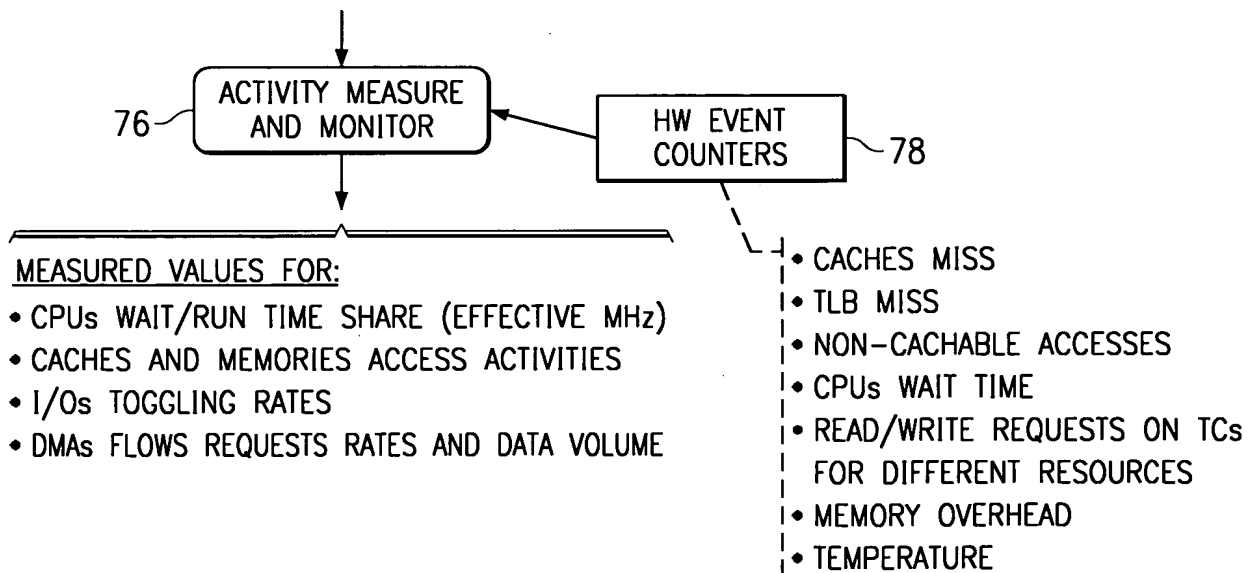 ACTIVITY MEASURE
AND MONITOR
76
HW EVENT
COUNTERS
78
MEASURED VALUES FOR:
• CPUs WAIT/RUN TIME SHARE (EFFECTIVE MHz)
• CACHES AND MEMORIES ACCESS ACTIVITIES
• I/Os TOGGLING RATES
• DMAs FLOWS REQUESTS RATES AND DATA VOLUME
• CACHES MISS
• TLB MISS
• NON-CACHABLE ACCESSES
• CPUs WAIT TIME
• READ/WRITE REQUESTS ON TCs
FOR DIFFERENT RESOURCES
• MEMORY OVERHEAD
• TEMPERATURE